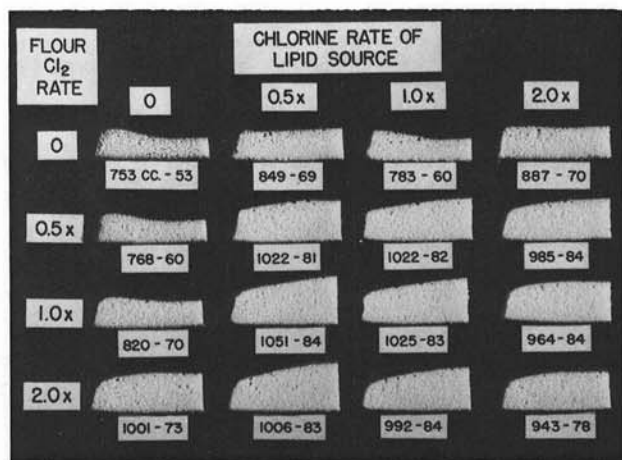 FLOUR
Cl₂
RATE
CHLORINE RATE OF
LIPID SOURCE
0 0.5x 1.0x 2.0x
0
753 CC. - 53 849 - 69 783 - 60 887 - 70
0.5x
768 - 60 1022 - 81 1022 - 82 985 - 84
1.0x
820 - 70 1051 - 84 1025 - 83 964 - 84
2.0x
1001 - 73 1006 - 83 992 - 84 943 - 78